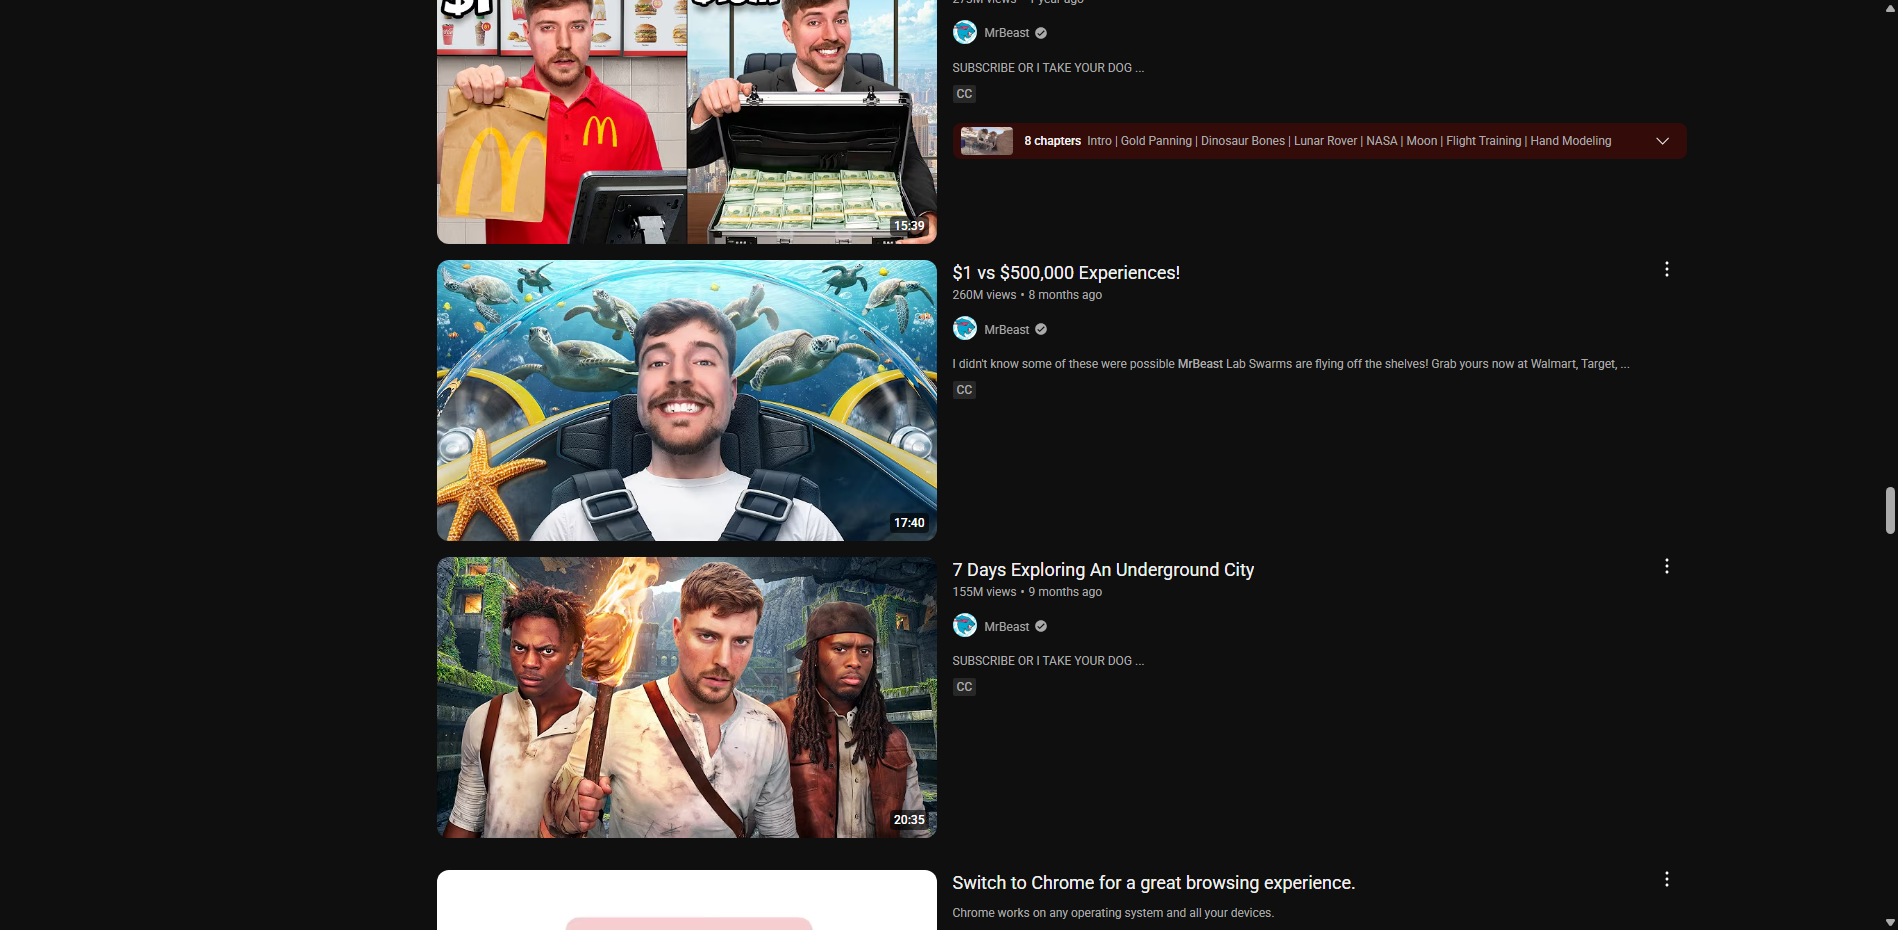 MrBeast
SUBSCRIBE OR I TAKE YOUR DOG ...
CC
8 chapters Intro | Gold Panning | Dinosaur Bones | Lunar Rover | NASA | Moon | Flight Training | Hand Modeling
15:39
$1 vs $500,000 Experiences!
260M views • 8 months ago
MrBeast
I didn't know some of these were possible MrBeast Lab Swarms are flying off the shelves! Grab yours now at Walmart, Target, ...
CC
17:40
7 Days Exploring An Underground City
155M views • 9 months ago
MrBeast
SUBSCRIBE OR I TAKE YOUR DOG ...
CC
20:35
Switch to Chrome for a great browsing experience.
Chrome works on any operating system and all your devices.